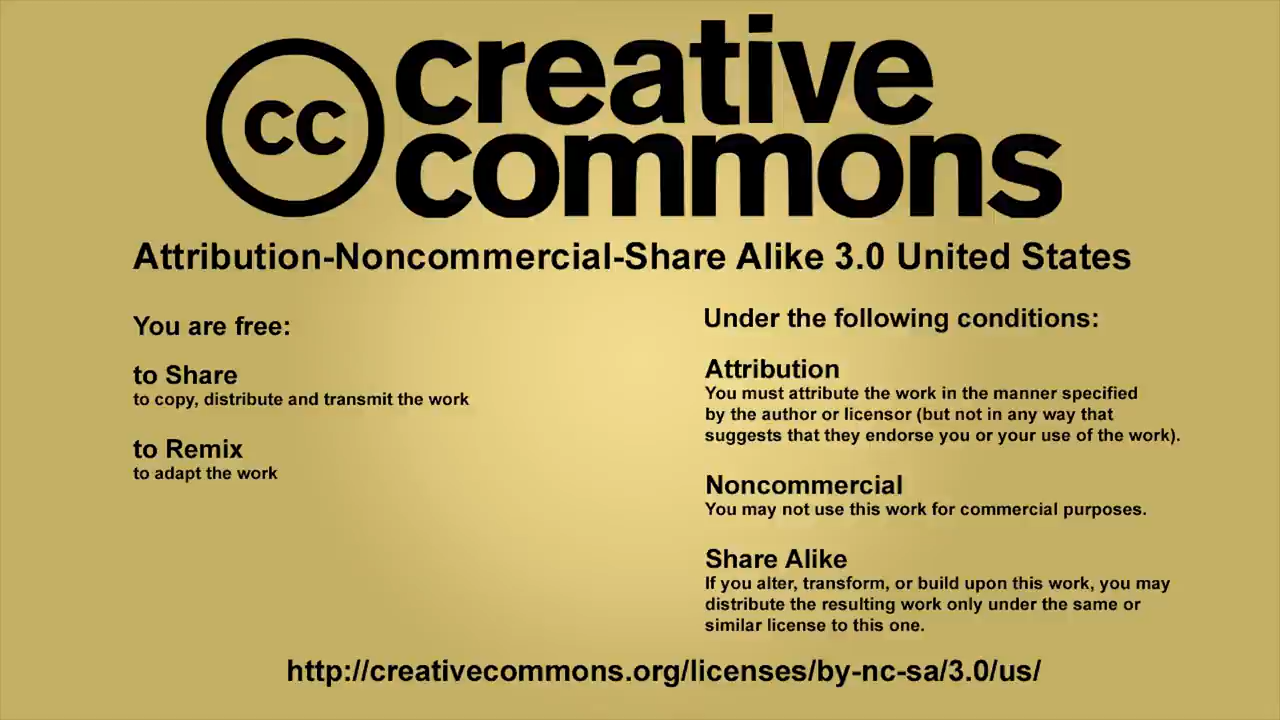 cc creative
commons
Attribution-Noncommercial-Share Alike 3.0 United States
You are free:
to Share
to copy, distribute and transmit the work
to Remix
to adapt the work
Under the following conditions:
Attribution
You must attribute the work in the manner specified
by the author or licensor (but not in any way that
suggests that they endorse you or your use of the work).
Noncommercial
You may not use this work for commercial purposes.
Share Alike
If you alter, transform, or build upon this work, you may
distribute the resulting work only under the same or
similar license to this one.
http://creativecommons.org/licenses/by-nc-sa/3.0/us/